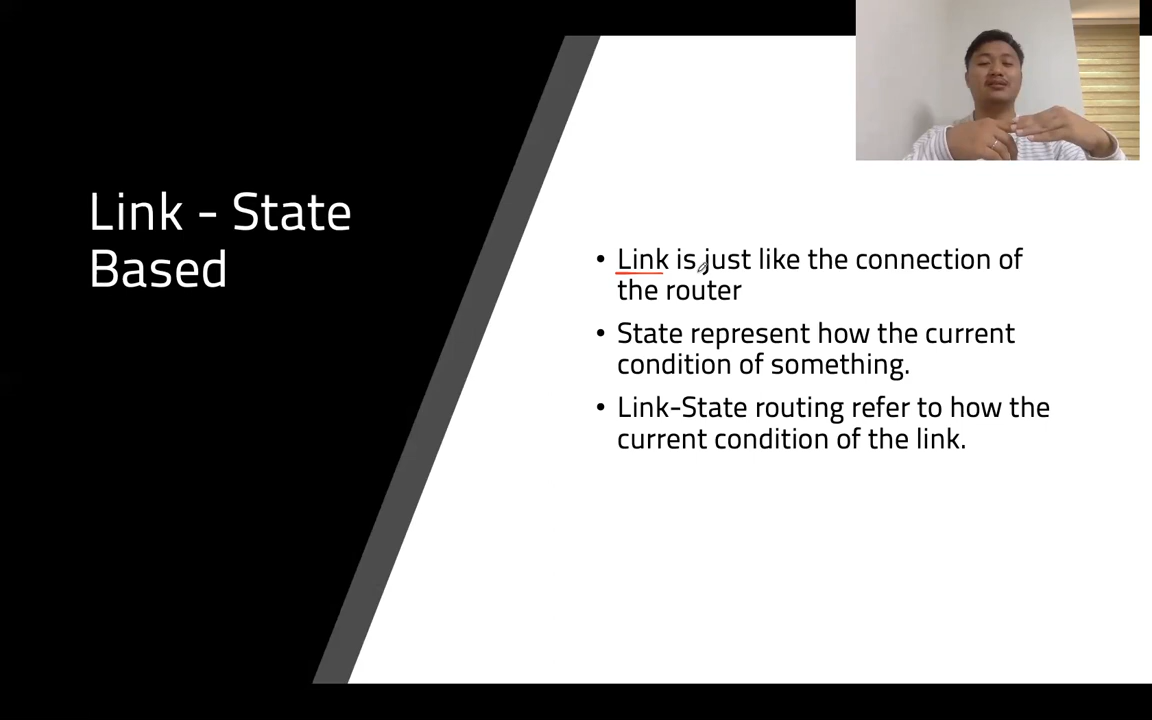 Link - State
Based
• Link is just like the connection of
the router
• State represent how the current
condition of something.
• Link-State routing refer to how the
current condition of the link.